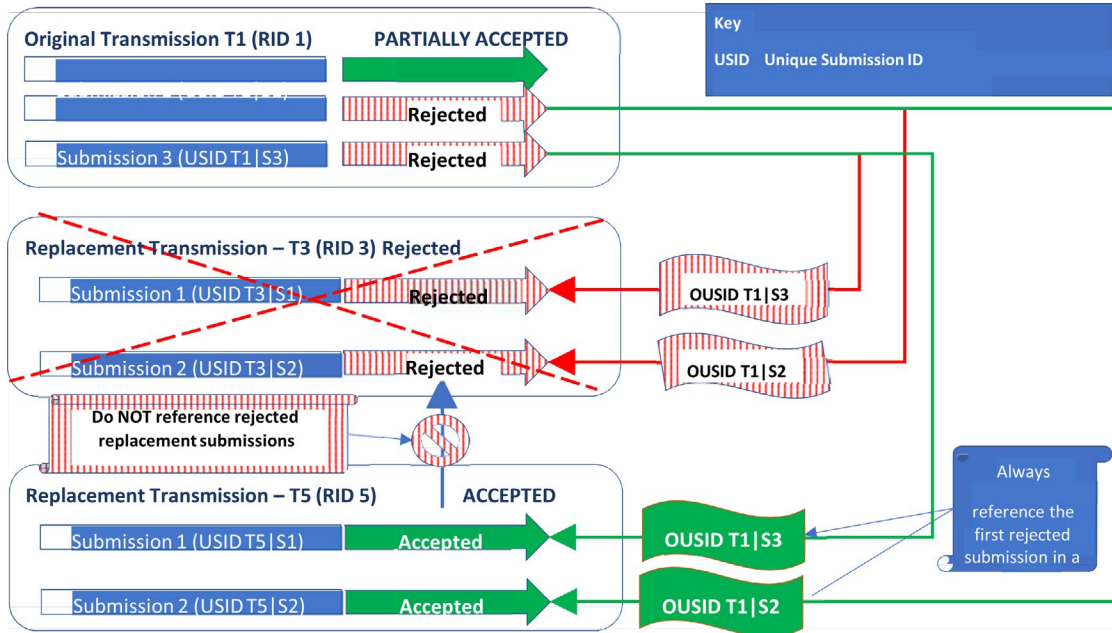 Original Transmission T1 (RID 1)
PARTIALLY ACCEPTED
Key
USID Unique Submission ID
Rejected
Submission 3 (USID T1|S3)
Rejected
Replacement Transmission – T3 (RID 3) Rejected
Submission 1 (USID T3|S1)
Rejected
OUSID T1|S3
Submission 2 (USID T3|S2)
Rejected
OUSID T1|S2
Do NOT reference rejected
replacement submissions
Replacement Transmission – T5 (RID 5)
ACCEPTED
Always
reference the
first rejected
submission in a
Submission 1 (USID T5|S1)
Accepted
OUSID T1|S3
Submission 2 (USID T5|S2)
Accepted
OUSID T1|S2